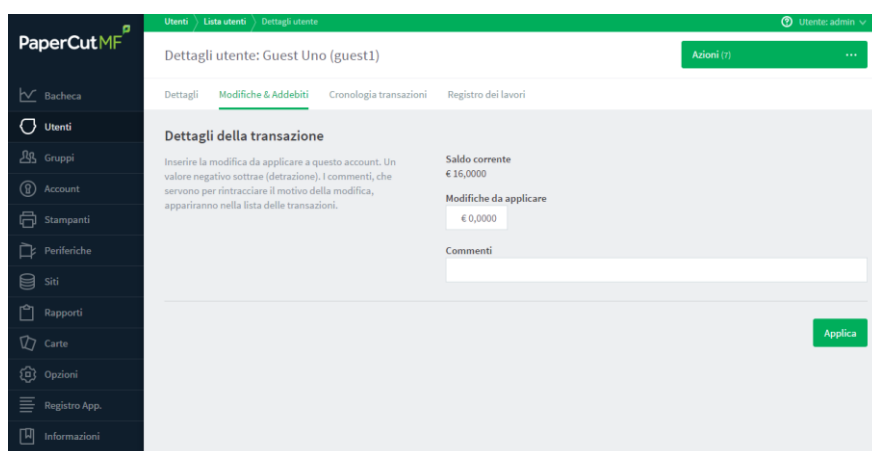 Utenti Lista utenti Dettagli utente
Utente: admin
PaperCut MF
Dettagli utente: Guest Uno (guest1)
Azioni (7) ...
Dettagli Modifiche & Addebiti Cronologia transazioni Registro dei lavori
Bacheca
Utenti
Gruppi
Account
Stampanti
Periferiche
Siti
Rapporti
Carte
Opzioni
Registro App.
Informazioni
Dettagli della transazione
Inserire la modifica da applicare a questo account. Un
valore negativo sottrae (detrazione). I commenti, che
servono per rintracciare il motivo della modifica,
appariranno nella lista delle transazioni.
Saldo corrente
€ 16,0000
Modifiche da applicare
€ 0,0000
Commenti
Applica